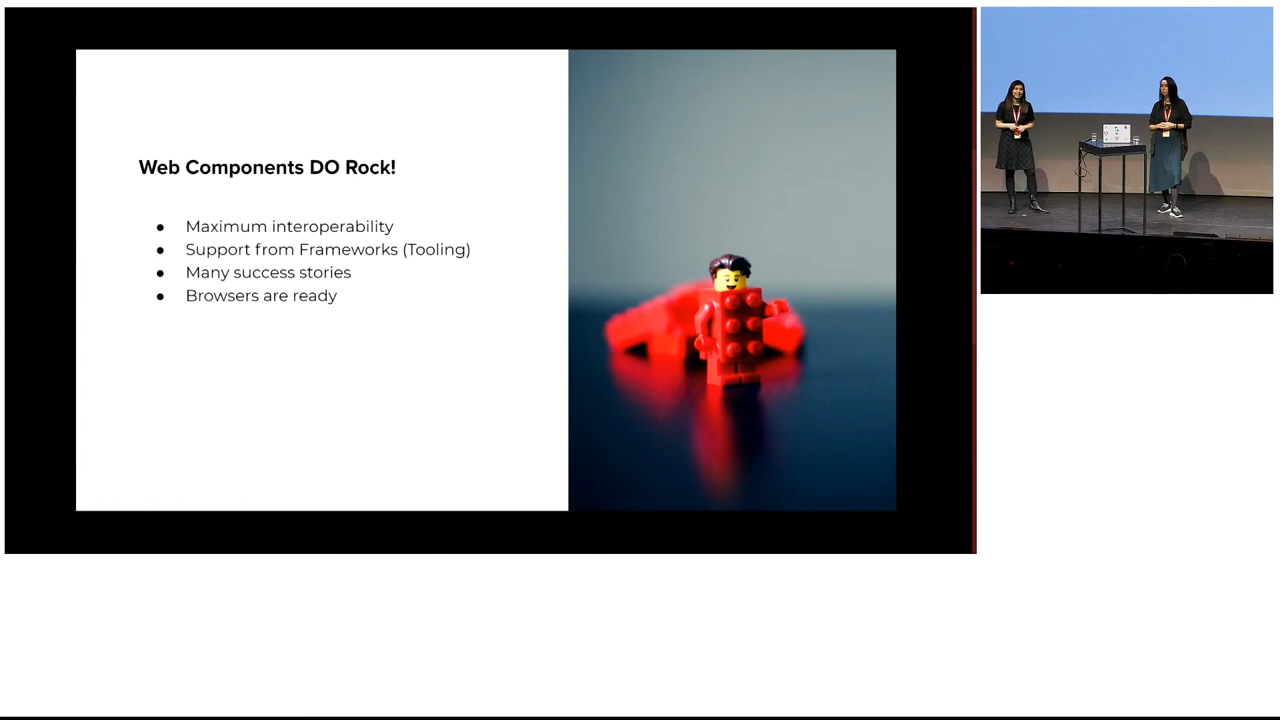 Web Components DO Rock!
● Maximum interoperability
● Support from Frameworks (Tooling)
● Many success stories
● Browsers are ready